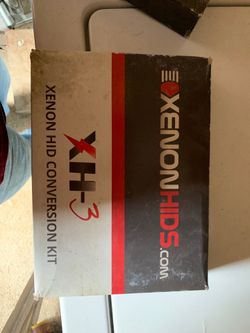 XENONHIDS.COM
XH-3
XENON HID CONVERSION KIT